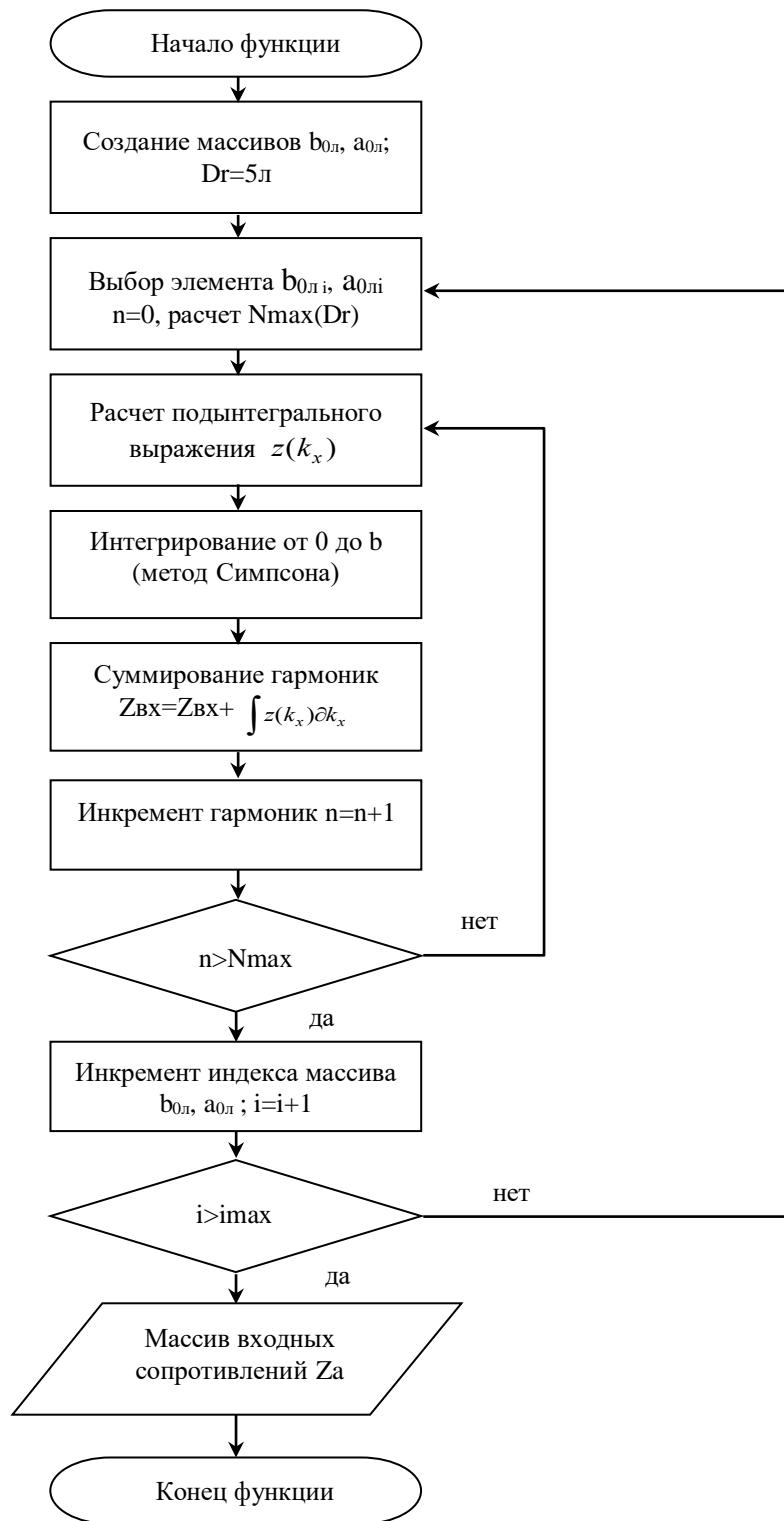 Начало функции
Создание массивов b₀л, a₀л;
Dr=5л
Выбор элемента b₀л i, a₀лi
n=0, расчет Nmax(Dr)
Расчет подынтегрального
выражения z(kₓ)
Интегрирование от 0 до b
(метод Симпсона)
Суммирование гармоник
Zвх=Zвх+ ∫z(kₓ)∂kₓ
Инкремент гармоник n=n+1
нет
n>Nmax
да
Инкремент индекса массива
b₀л, a₀л ; i=i+1
нет
i>imax
да
Массив входных
сопротивлений Za
Конец функции